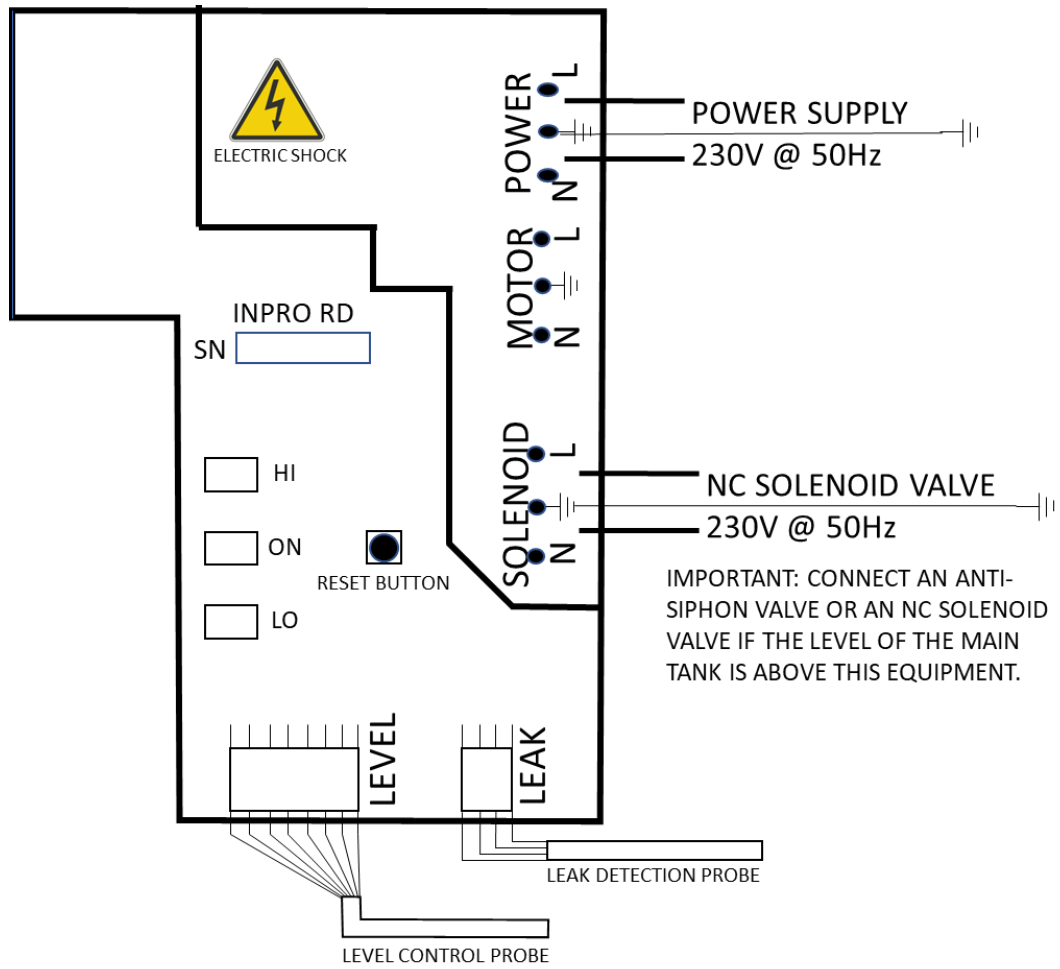 ELECTRIC SHOCK
POWER
L
N
POWER SUPPLY
230V @ 50Hz
MOTOR
L
N
INPRO RD
SN
SOLENOID
L
N
NC SOLENOID VALVE
230V @ 50Hz
HI
ON
LO
RESET BUTTON
IMPORTANT: CONNECT AN ANTI-
SIPHON VALVE OR AN NC SOLENOID
VALVE IF THE LEVEL OF THE MAIN
TANK IS ABOVE THIS EQUIPMENT.
LEVEL
LEAK
LEAK DETECTION PROBE
LEVEL CONTROL PROBE